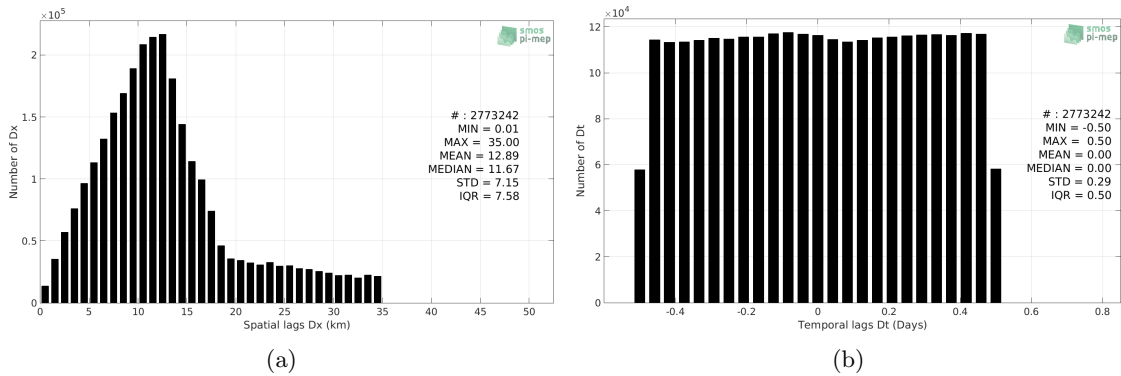 ×10⁵
smos
pi-mep
2
1.5
1
0.5
0
Number of Dx
# : 2773242
MIN = 0.01
MAX = 35.00
MEAN = 12.89
MEDIAN = 11.67
STD = 7.15
IQR = 7.58
0 5 10 15 20 25 30 35 40 45 50
Spatial lags Dx (km)
(a)
×10⁴
smos
pi-mep
12
10
8
6
4
2
0
Number of Dt
# : 2773242
MIN = -0.50
MAX = 0.50
MEAN = 0.00
MEDIAN = 0.00
STD = 0.29
IQR = 0.50
-0.4 -0.2 0 0.2 0.4 0.6 0.8
Temporal lags Dt (Days)
(b)